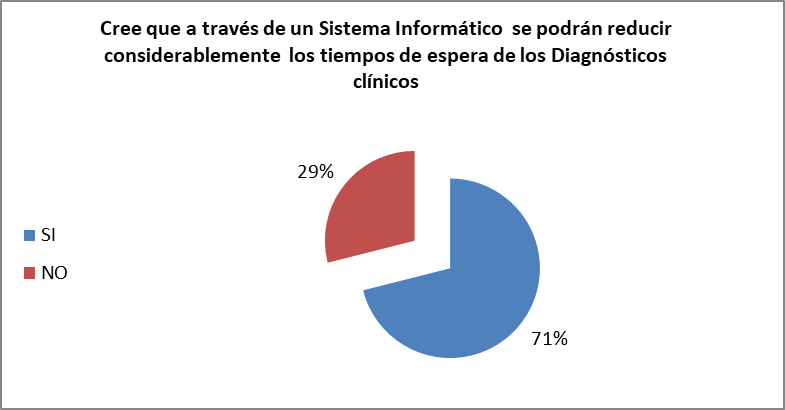 Cree que a través de un Sistema Informático se podrán reducir
considerablemente los tiempos de espera de los Diagnósticos
clínicos
29%
SI
NO
71%